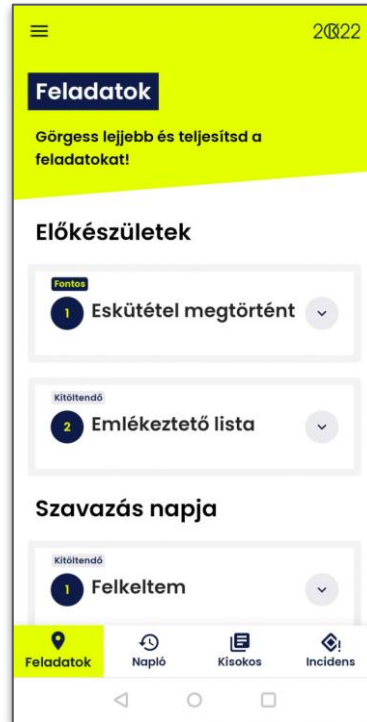 20K22
Feladatok
Görgess lejjebb és teljesítsd a
feladatokat!
Előkészületek
Fontos
1 Eskütétel megtörtént
Kitöltendő
2 Emlékeztető lista
Szavazás napja
Kitöltendő
1 Felkeltem
Feladatok Napló Kisokos Incidens